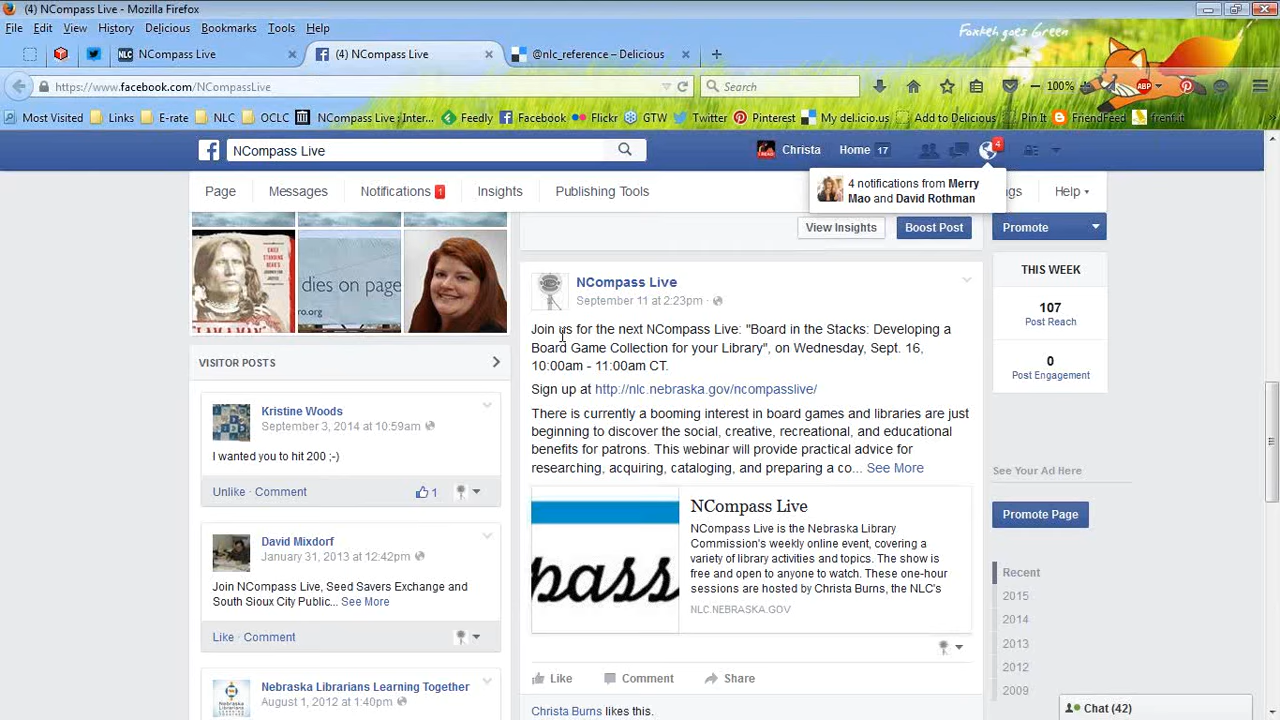 (4) NCompass Live - Mozilla Firefox
File Edit View History Delicious Bookmarks Tools Help
Foxkeh goes Green
NLC NCompass Live
(4) NCompass Live
@nlc_reference – Delicious
https://www.facebook.com/NCompassLive
Search
100%
ABP
Most Visited Links E-rate NLC OCLC NCompass Live : Inter... Feedly Facebook Flickr GTW Twitter Pinterest My del.icio.us Add to Delicious Pin It FriendFeed frenf.it
NCompass Live
Christa Home 17
4
Page Messages Notifications 1 Insights Publishing Tools
Help
4 notifications from Merry
Mao and David Rothman
View Insights Boost Post
Promote
dies on page
ro.org
VISITOR POSTS
Kristine Woods
September 3, 2014 at 10:59am
I wanted you to hit 200 ;-)
Unlike · Comment 1
David Mixdorf
January 31, 2013 at 12:42pm
Join NCompass Live, Seed Savers Exchange and
South Sioux City Public... See More
Like · Comment
Nebraska Librarians Learning Together
August 1, 2012 at 1:40pm
NCompass Live
September 11 at 2:23pm
Join us for the next NCompass Live: "Board in the Stacks: Developing a
Board Game Collection for your Library", on Wednesday, Sept. 16,
10:00am - 11:00am CT.
Sign up at http://nlc.nebraska.gov/ncompasslive/
There is currently a booming interest in board games and libraries are just
beginning to discover the social, creative, recreational, and educational
benefits for patrons. This webinar will provide practical advice for
researching, acquiring, cataloging, and preparing a co... See More
pass
NCompass Live
NCompass Live is the Nebraska Library
Commission's weekly online event, covering a
variety of library activities and topics. The show is
free and open to anyone to watch. These one-hour
sessions are hosted by Christa Burns, the NLC's
NLC.NEBRASKA.GOV
Like Comment Share
Christa Burns likes this.
THIS WEEK
107
Post Reach
0
Post Engagement
See Your Ad Here
Promote Page
Recent
2015
2014
2013
2012
2009
Chat (42)